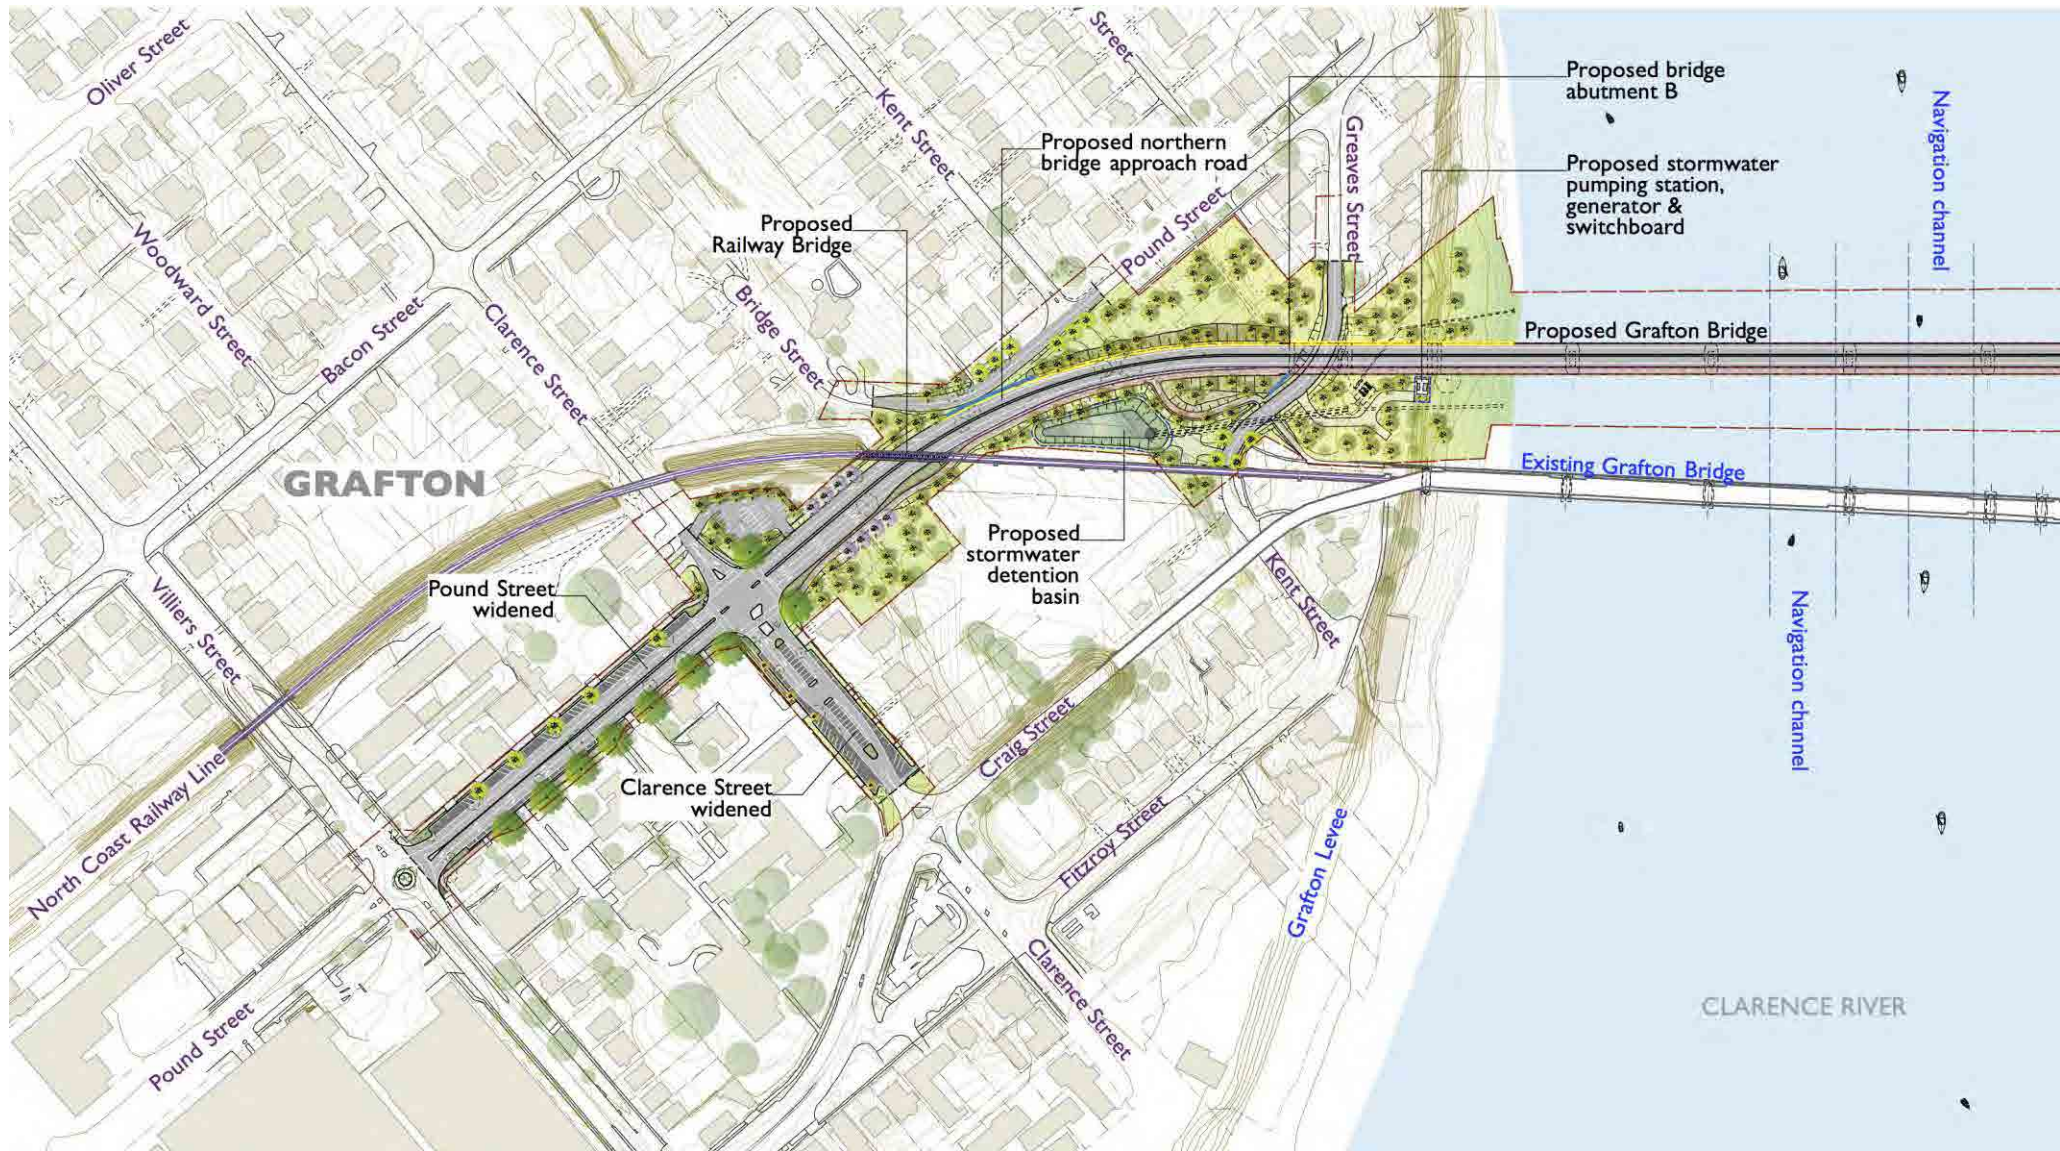 Oliver Street
Street
Kent Street
Proposed bridge
abutment B
Navigation channel
Greaves Street
Proposed northern
bridge approach road
Proposed stormwater
pumping station,
generator &
switchboard
Pound Street
Proposed
Railway Bridge
Woodward Street
Bridge Street
Clarence Street
Bacon Street
Proposed Grafton Bridge
GRAFTON
Existing Grafton Bridge
Proposed
stormwater
detention
basin
Kent Street
Pound Street
widened
Villiers Street
Navigation channel
North Coast Railway Line
Craig Street
Clarence Street
widened
Fitzroy Street
Grafton Levee
Clarence Street
Pound Street
CLARENCE RIVER